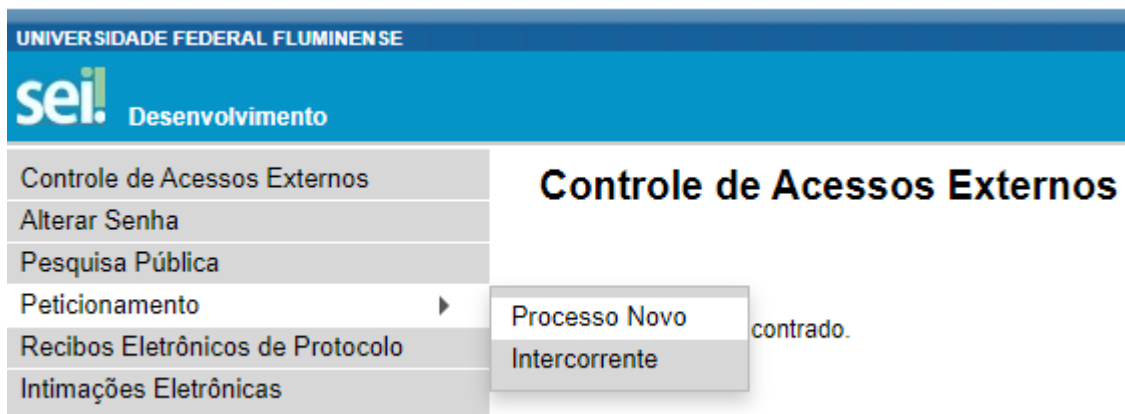 UNIVERSIDADE FEDERAL FLUMINENSE
sei!
Desenvolvimento
Controle de Acessos Externos
Alterar Senha
Pesquisa Pública
Peticionamento
Recibos Eletrônicos de Protocolo
Intimações Eletrônicas
Controle de Acessos Externos
Processo Novo
Intercorrente
contrado.